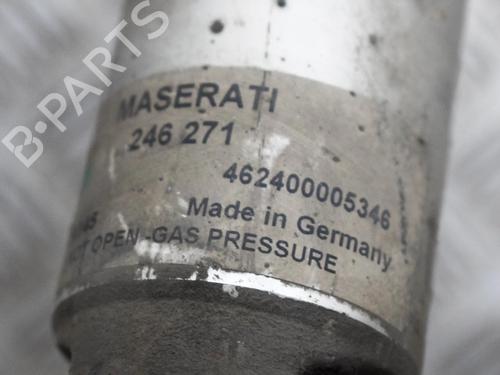 B-PARTS
MASERATI
246 271
462400005346
Made in Germany
OPEN -GAS PRESSURE